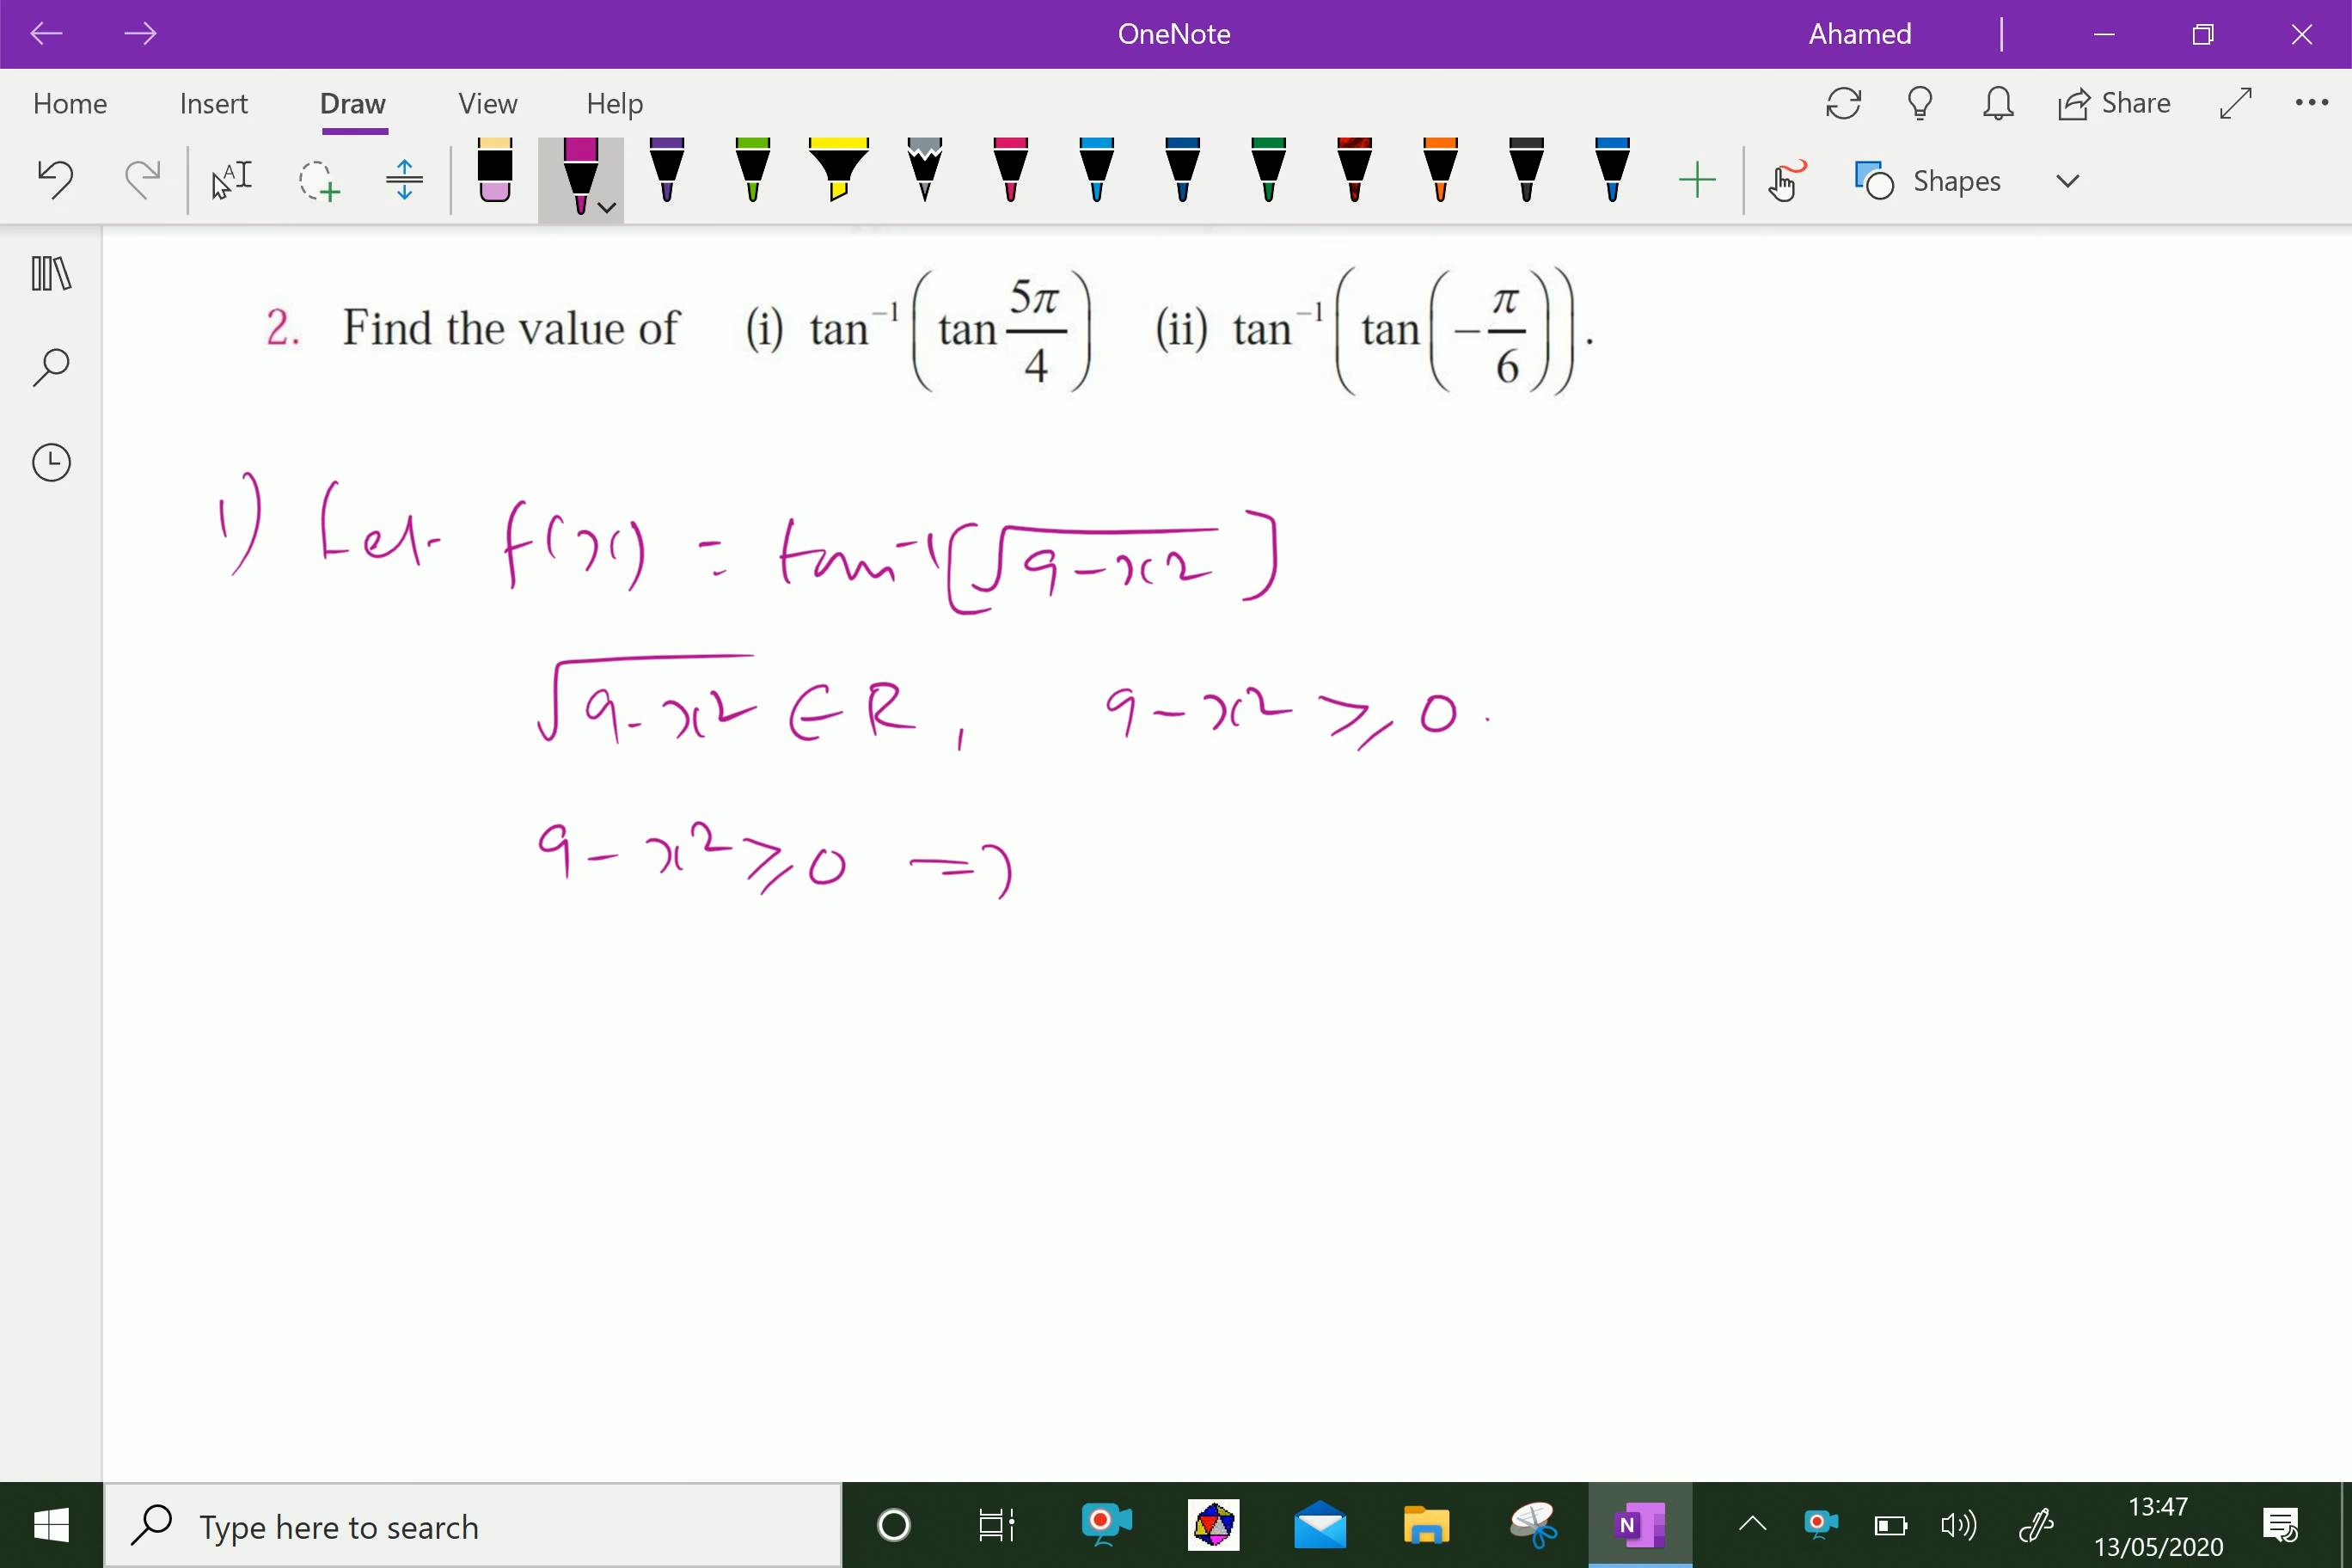 OneNote
Ahamed
Home Insert Draw View Help
Share
Shapes
2. Find the value of (i) tan⁻¹(tan 5π/4) (ii) tan⁻¹(tan(−π/6)).
1) Let f(x) = tan⁻¹[√(9−x²)]
√(9−x²) ∈ R, 9−x² ≥ 0.
9−x² ≥ 0 ⇒
Type here to search
13:47
13/05/2020